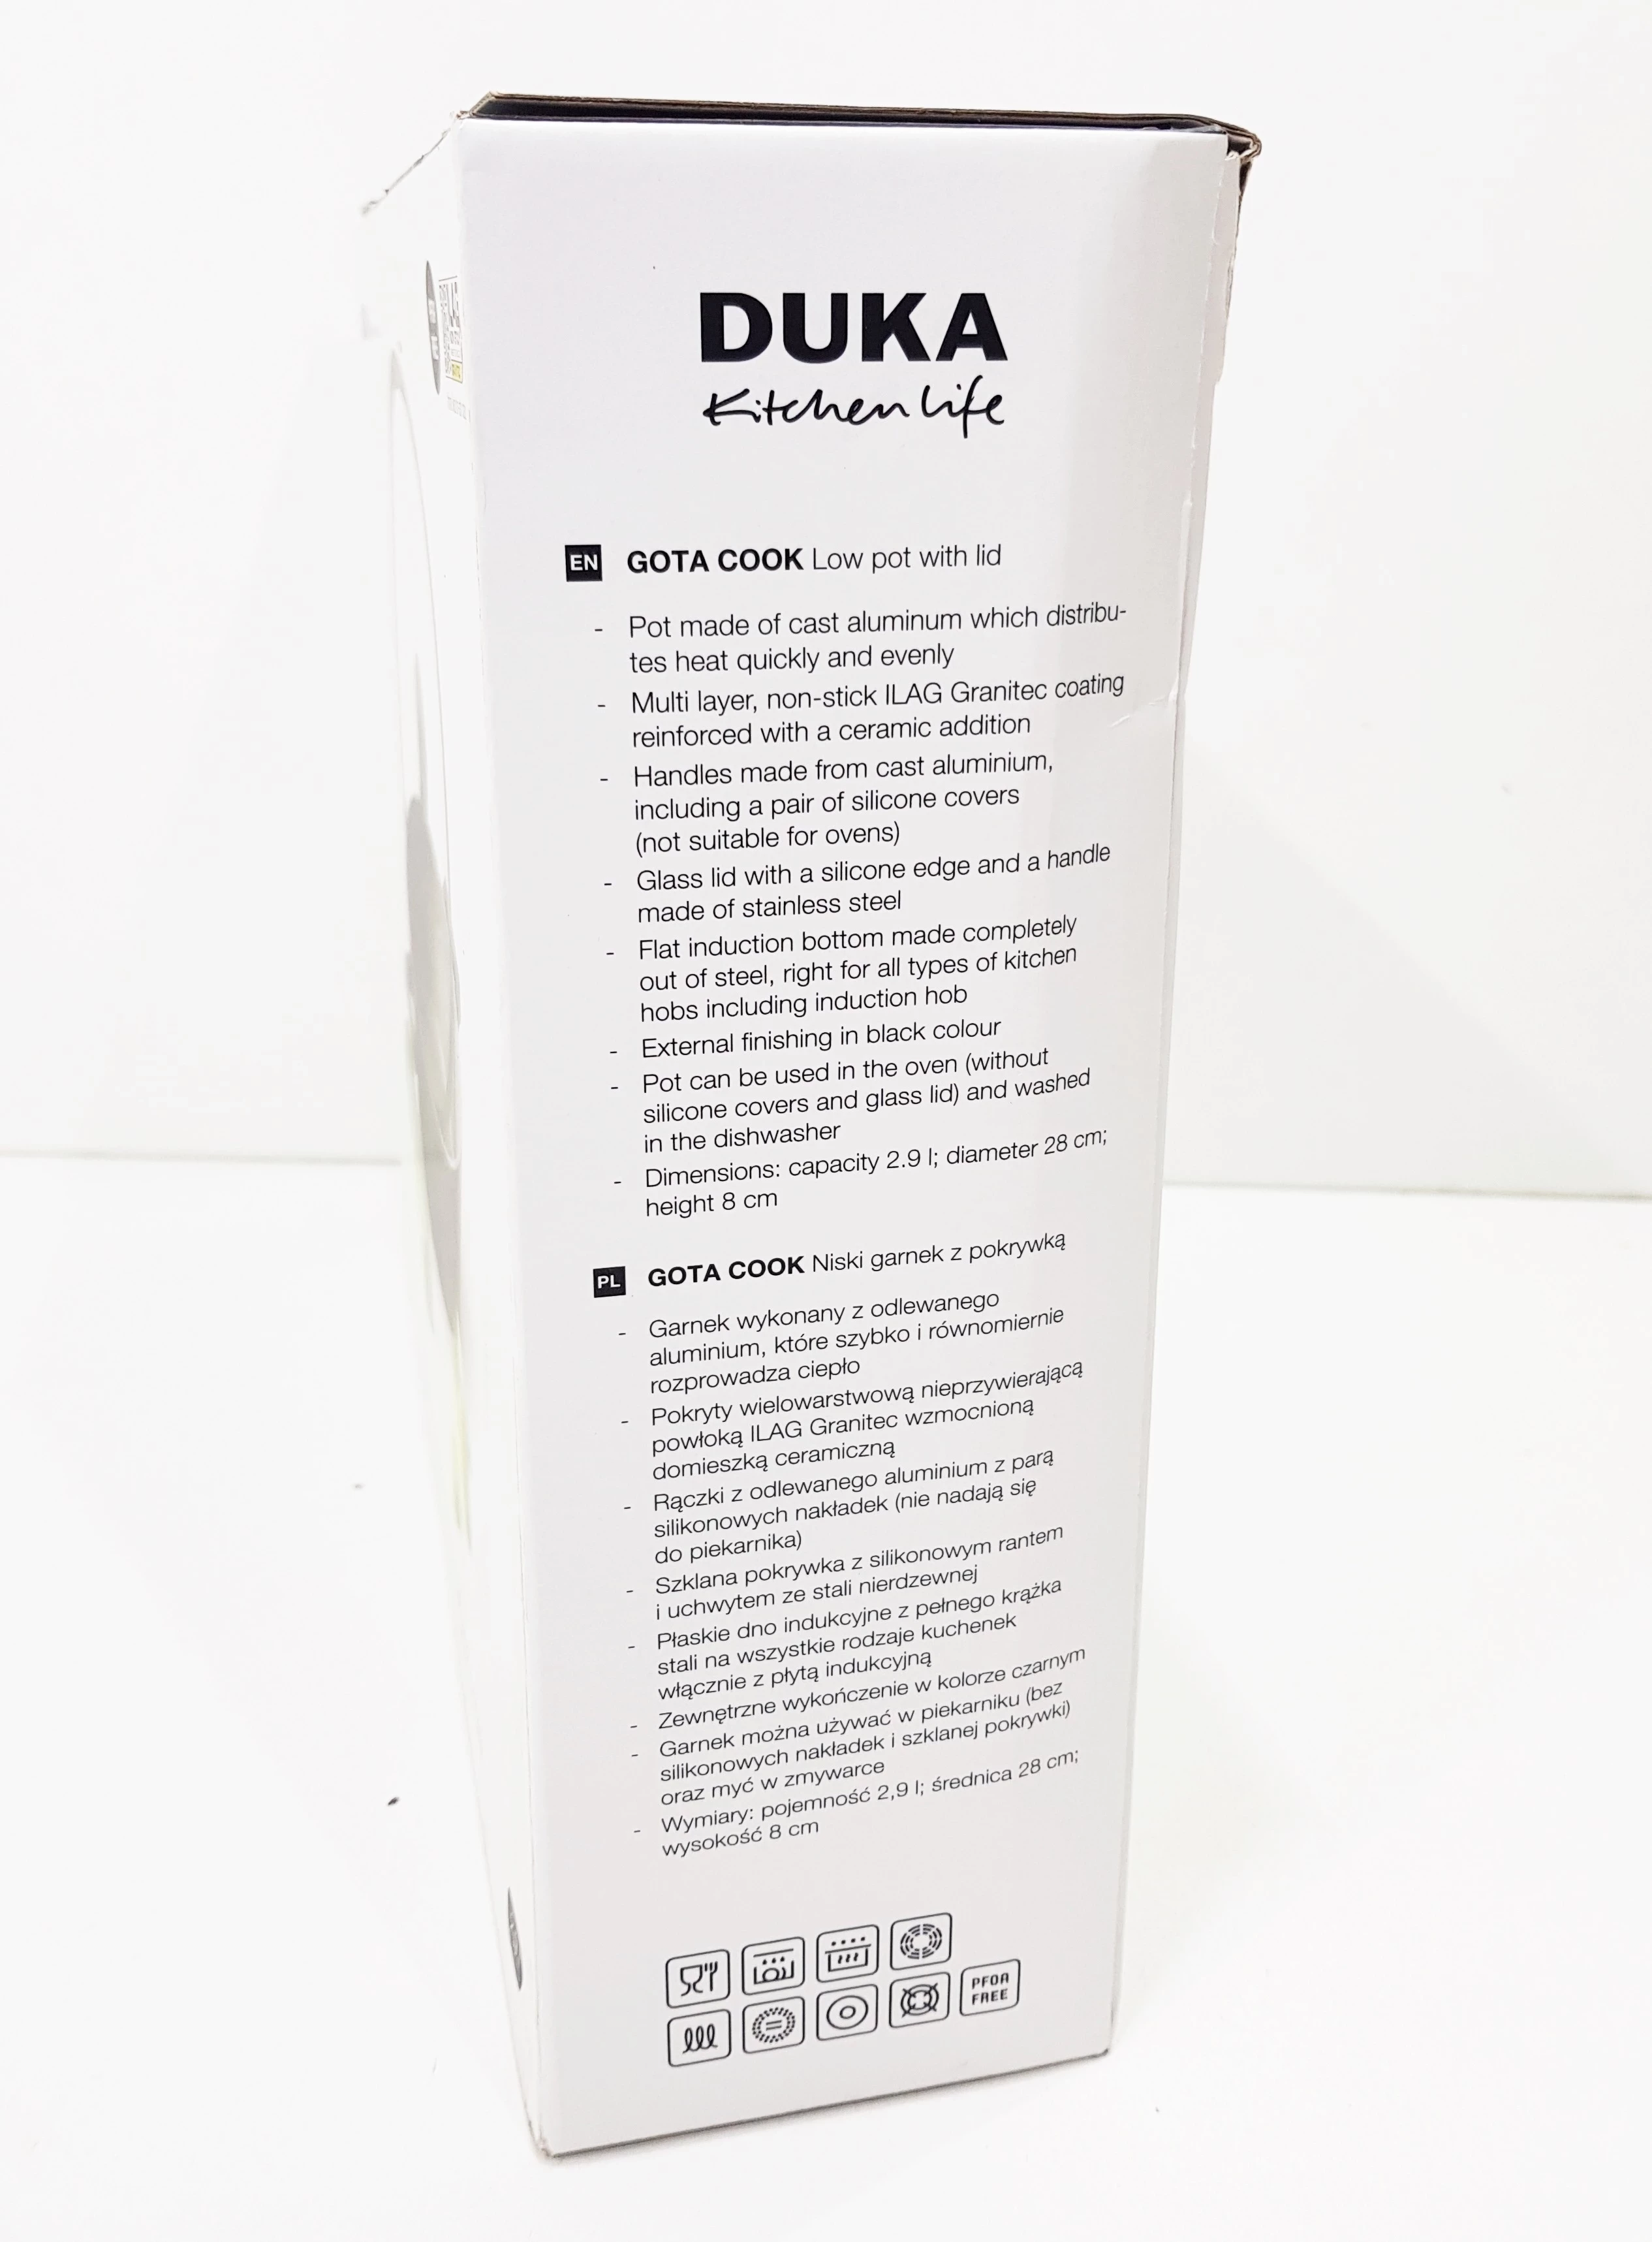 DUKA
Kitchen life
EN GOTA COOK Low pot with lid
- Pot made of cast aluminum which distribu-
tes heat quickly and evenly
- Multi layer, non-stick ILAG Granitec coating
reinforced with a ceramic addition
- Handles made from cast aluminium,
including a pair of silicone covers
(not suitable for ovens)
- Glass lid with a silicone edge and a handle
made of stainless steel
- Flat induction bottom made completely
out of steel, right for all types of kitchen
hobs including induction hob
- External finishing in black colour
- Pot can be used in the oven (without
silicone covers and glass lid) and washed
in the dishwasher
- Dimensions: capacity 2.9 l; diameter 28 cm;
height 8 cm
PL GOTA COOK Niski garnek z pokrywką
- Garnek wykonany z odlewanego
aluminium, które szybko i równomiernie
rozprowadza ciepło
- Pokryty wielowarstwową nieprzywierającą
powłoką ILAG Granitec wzmocnioną
domieszką ceramiczną
- Rączki z odlewanego aluminium z parą
silikonowych nakładek (nie nadają się
do piekarnika)
- Szklana pokrywka z silikonowym rantem
i uchwytem ze stali nierdzewnej
- Płaskie dno indukcyjne z pełnego krążka
stali na wszystkie rodzaje kuchenek
włącznie z płytą indukcyjną
- Zewnętrzne wykończenie w kolorze czarnym
- Garnek można używać w piekarniku (bez
silikonowych nakładek i szklanej pokrywki)
oraz myć w zmywarce
- Wymiary: pojemność 2,9 l; średnica 28 cm;
wysokość 8 cm
PFOA
FREE